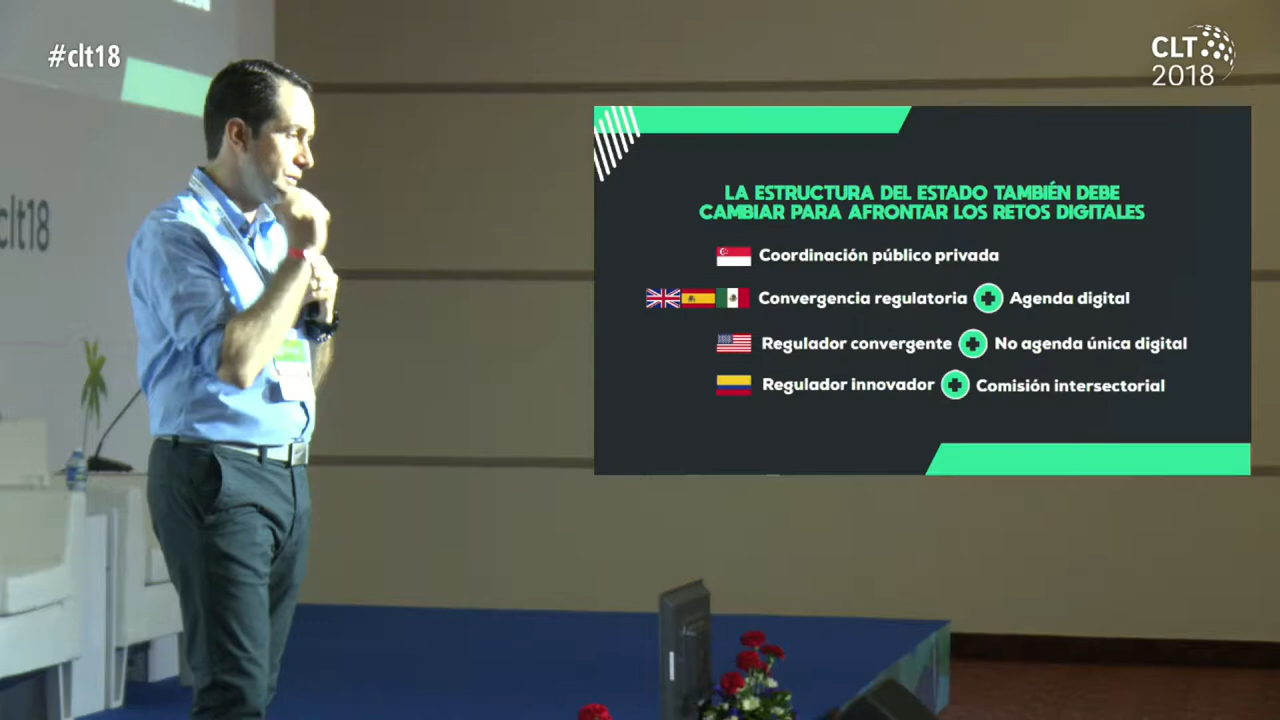 #clt18
CLT
2018
clt18
LA ESTRUCTURA DEL ESTADO TAMBIÉN DEBE
CAMBIAR PARA AFRONTAR LOS RETOS DIGITALES
Coordinación público privada
Convergencia regulatoria + Agenda digital
Regulador convergente + No agenda única digital
Regulador innovador + Comisión intersectorial